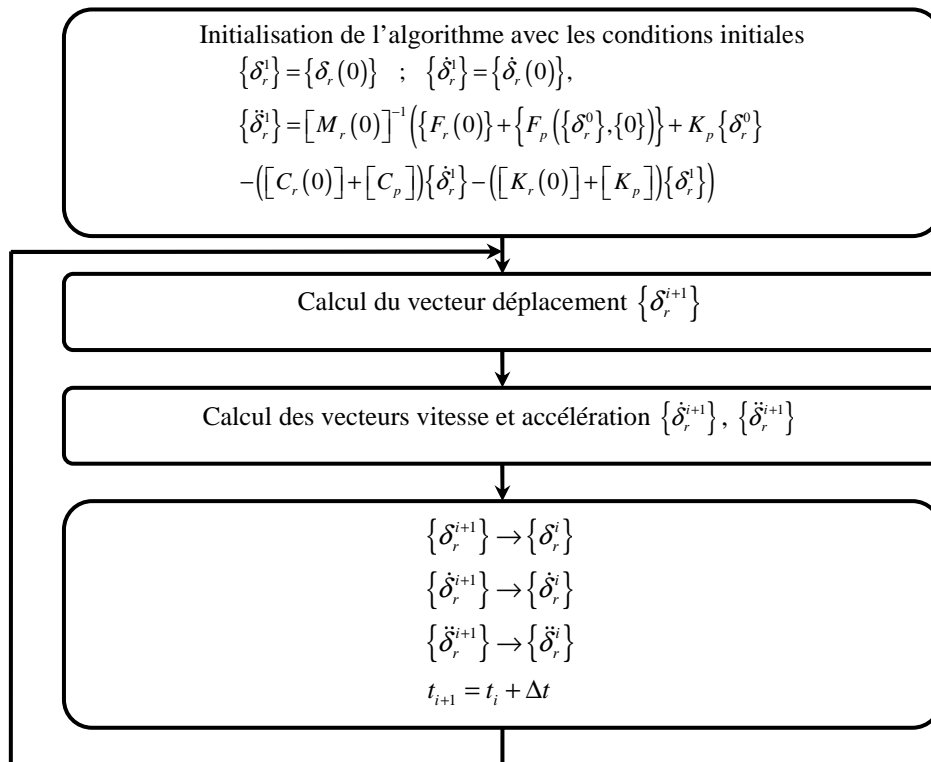 Initialisation de l’algorithme avec les conditions initiales
{δ_r^1} = {δ_r(0)} ; {δ̇_r^1} = {δ̇_r(0)},
{δ̈_r^1} = [M_r(0)]^{-1}({F_r(0)} + {F_p({δ_r^0},{0})} + K_p{δ_r^0}
−([C_r(0)] + [C_p]){δ̇_r^1} − ([K_r(0)] + [K_p]){δ_r^1})
Calcul du vecteur déplacement {δ_r^{i+1}}
Calcul des vecteurs vitesse et accélération {δ̇_r^{i+1}}, {δ̈_r^{i+1}}
{δ_r^{i+1}} → {δ_r^i}
{δ̇_r^{i+1}} → {δ̇_r^i}
{δ̈_r^{i+1}} → {δ̈_r^i}
t_{i+1} = t_i + Δt